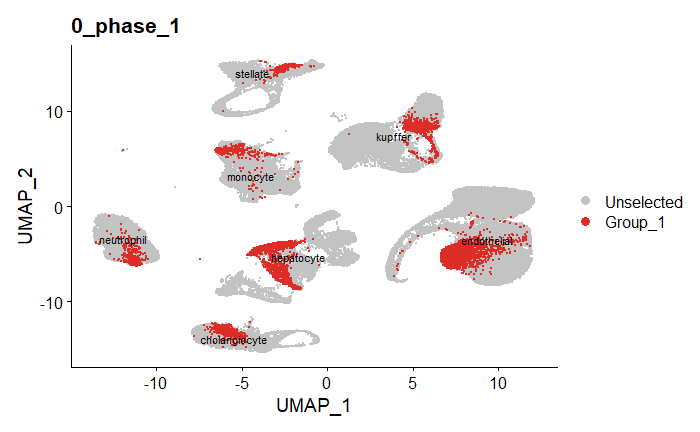 0_phase_1
stellate
kupffer
monocyte
neutrophil
endothelial
hepatocyte
cholangiocyte
10
0
-10
UMAP_2
-10
-5
0
5
10
UMAP_1
Unselected
Group_1